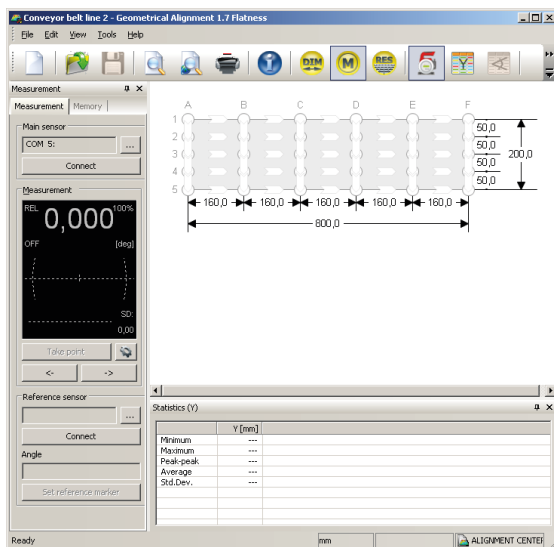 Conveyor belt line 2 - Geometrical Alignment 1.7 Flatness
File Edit View Tools Help
DIM M RES 5 Y
Measurement
Measurement Memory
Main sensor
COM 5:
...
Connect
Measurement
REL 0,000 100%
OFF [deg]
SD:
0,00
Take point
<- ->
Reference sensor
...
Connect
Angle
Set reference marker
A B C D E F
1
2
3
4
5
50,0
50,0
50,0
50,0
200,0
160,0 160,0 160,0 160,0 160,0
800,0
Statistics (Y)
Y [mm]
Minimum ---
Maximum ---
Peak-peak ---
Average ---
Std.Dev. ---
Ready mm ALIGNMENT CENTER